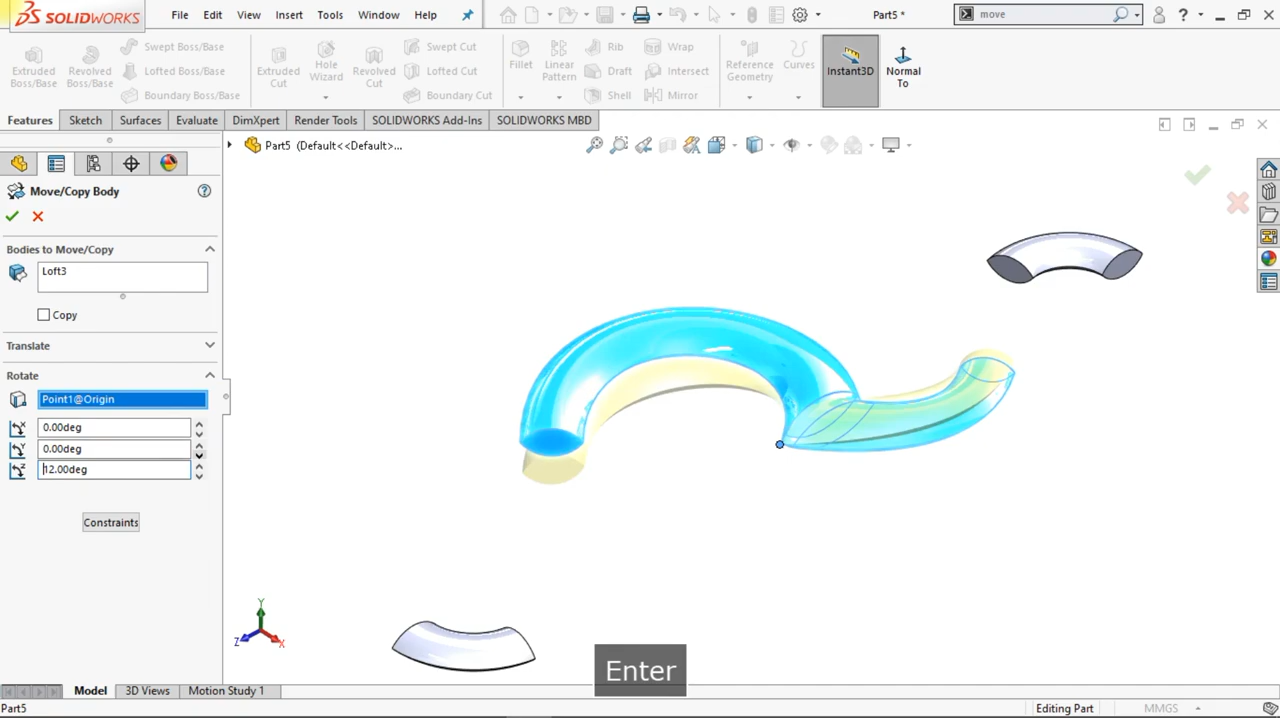 SOLIDWORKS File Edit View Insert Tools Window Help Part5 * move ?
Extruded Boss/Base
Revolved Boss/Base
Swept Boss/Base
Lofted Boss/Base
Boundary Boss/Base
Extruded Cut
Hole Wizard
Revolved Cut
Swept Cut
Lofted Cut
Boundary Cut
Fillet
Linear Pattern
Rib
Draft
Shell
Wrap
Intersect
Mirror
Reference Geometry
Curves
Instant3D
Normal To
Features Sketch Surfaces Evaluate DimXpert Render Tools SOLIDWORKS Add-Ins SOLIDWORKS MBD
Part5 (Default<<Default>...
Move/Copy Body ?
Bodies to Move/Copy
Loft3
Copy
Translate
Rotate
Point1@Origin
0.00deg
0.00deg
12.00deg
Constraints
Y
Z
X
Enter
Model 3D Views Motion Study 1
Part5 Editing Part MMGS